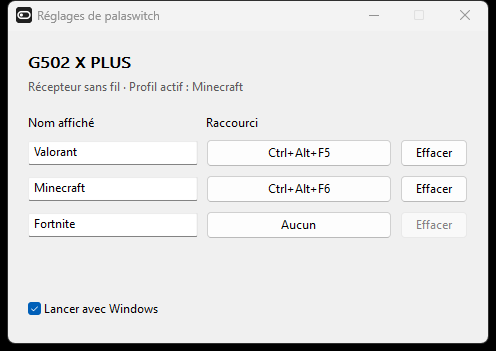 Réglages de palaswitch
G502 X PLUS
Récepteur sans fil · Profil actif : Minecraft
Nom affiché Raccourci
Valorant Ctrl+Alt+F5 Effacer
Minecraft Ctrl+Alt+F6 Effacer
Fortnite Aucun Effacer
Lancer avec Windows